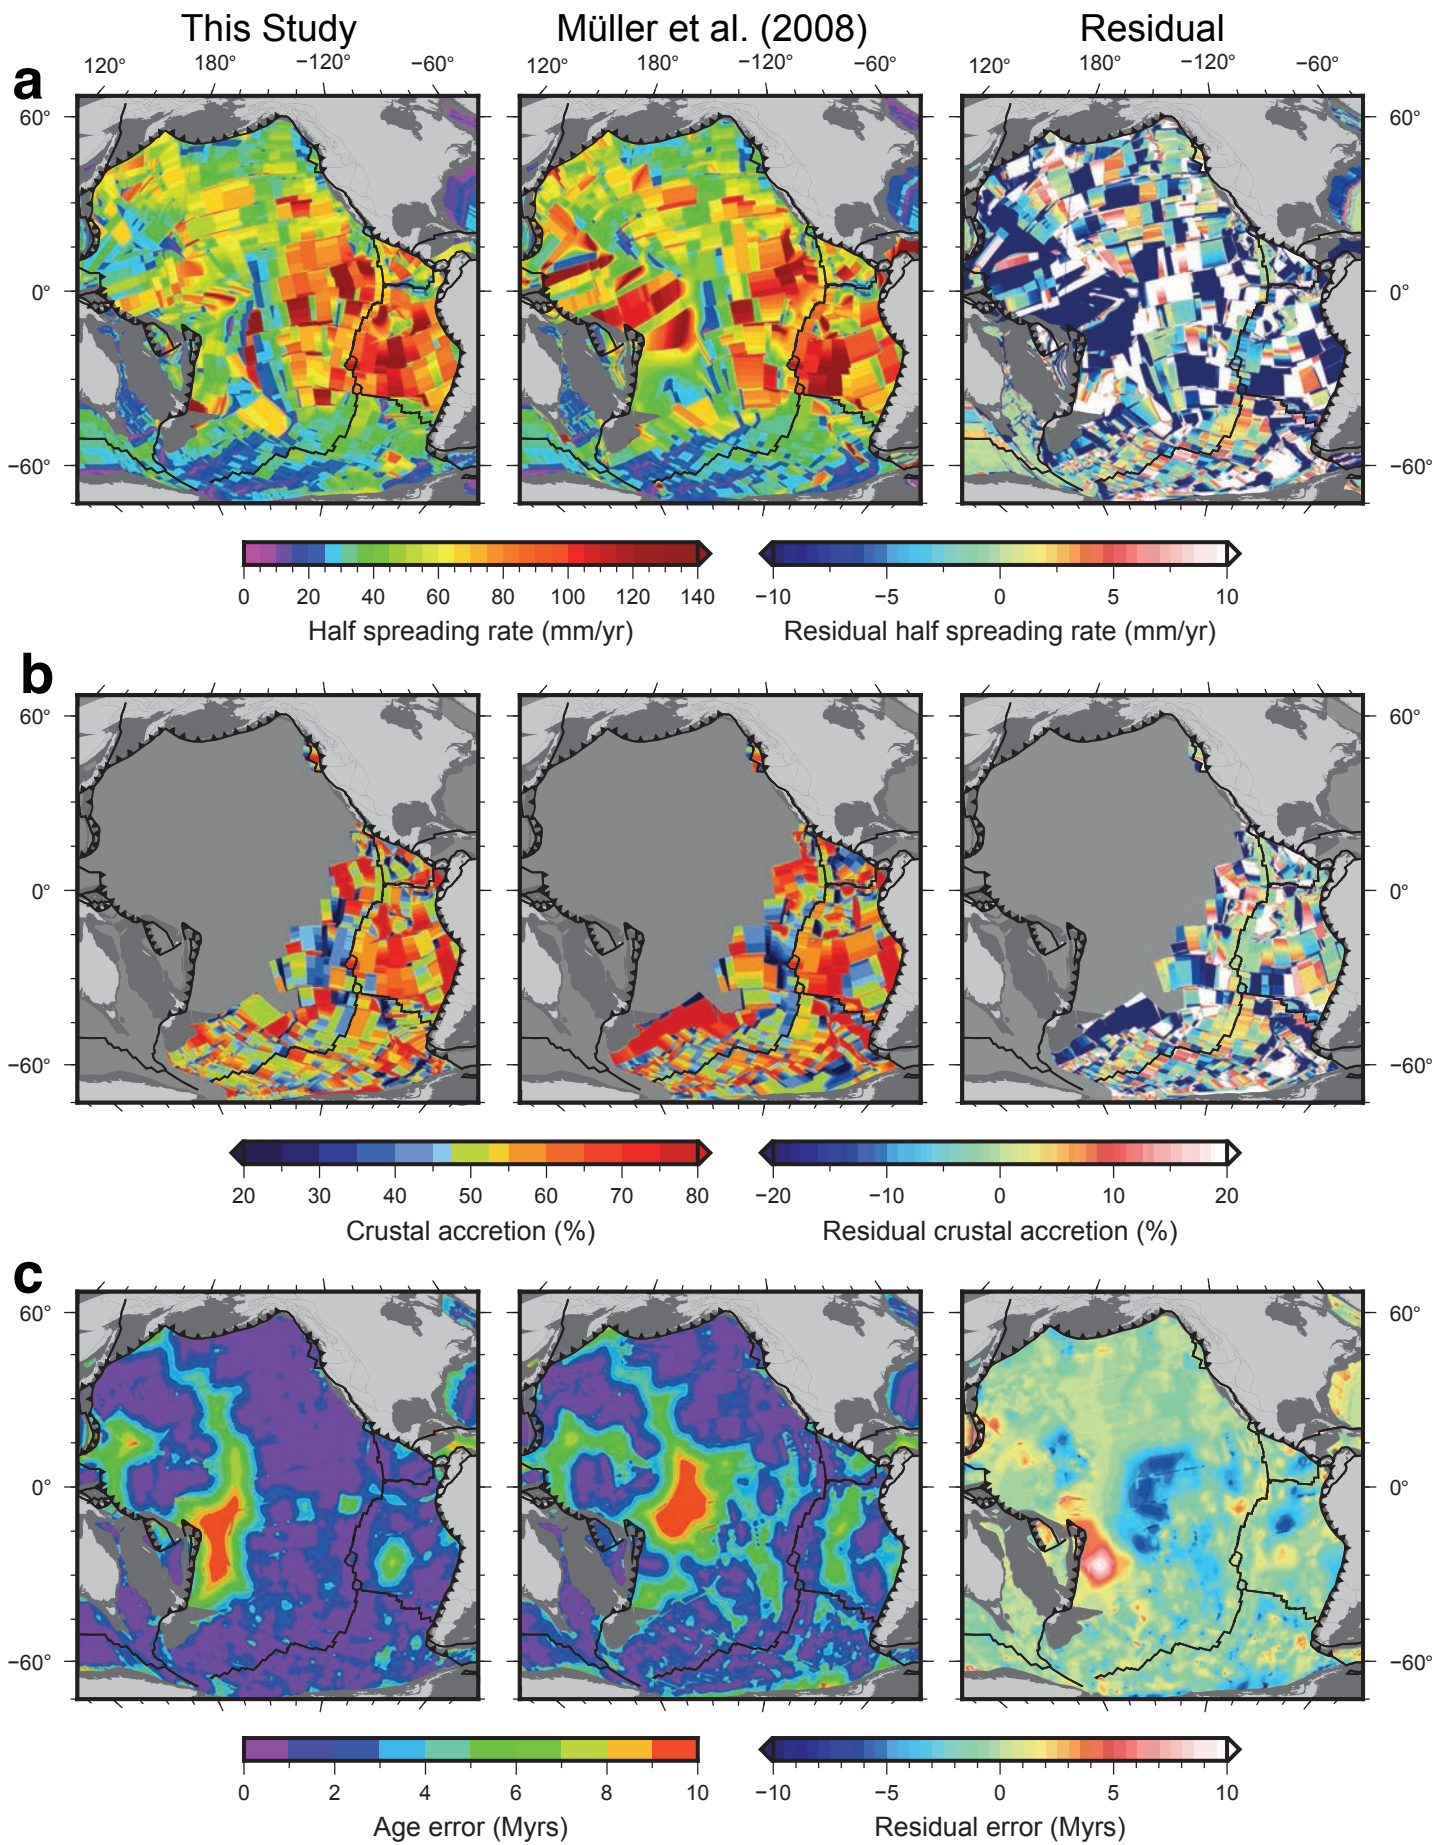 This Study Müller et al. (2008) Residual
120° 180° −120° −60° 120° 180° −120° −60° 120° 180° −120° −60°
a
60° 60°
0° 0°
−60° −60°
0 20 40 60 80 100 120 140 −10 −5 0 5 10
Half spreading rate (mm/yr) Residual half spreading rate (mm/yr)
b
60° 60°
0° 0°
−60° −60°
20 30 40 50 60 70 80 −20 −10 0 10 20
Crustal accretion (%) Residual crustal accretion (%)
c
60° 60°
0° 0°
−60° −60°
0 2 4 6 8 10 −10 −5 0 5 10
Age error (Myrs) Residual error (Myrs)